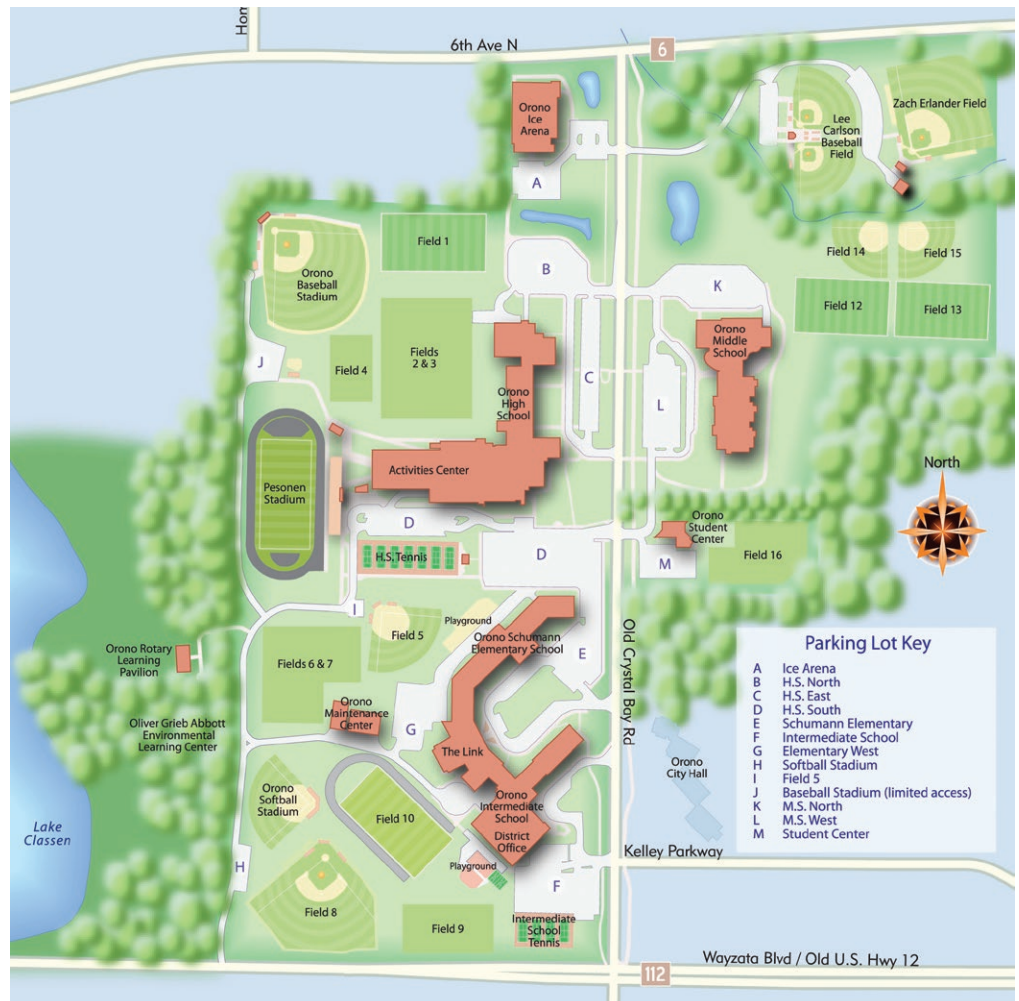 Hom
6th Ave N
6
Orono
Ice
Arena
A
Zach Erlander Field
Lee
Carlson
Baseball
Field
Field 1
Orono
Baseball
Stadium
B
K
Field 14
Field 15
Field 12
Field 13
Orono
Middle
School
Fields
2 & 3
Field 4
J
C
L
Orono
High
School
Activities Center
Pesonen
Stadium
North
D
Orono
Student
Center
H.S. Tennis
D
M
Field 16
I
Playground
Field 5
Orono Schumann
Elementary School
E
Old Crystal Bay Rd
Orono Rotary
Learning
Pavilion
Fields 6 & 7
Orono
Maintenance
Center
G
The Link
Oliver Grieb Abbott
Environmental
Learning Center
Orono
City Hall
Parking Lot Key
A Ice Arena
B H.S. North
C H.S. East
D H.S. South
E Schumann Elementary
F Intermediate School
G Elementary West
H Softball Stadium
I Field 5
J Baseball Stadium (limited access)
K M.S. North
L M.S. West
M Student Center
Orono
Softball
Stadium
Field 10
Orono
Intermediate
School
District
Office
Lake
Classen
H
Playground
Kelley Parkway
F
Field 8
Field 9
Intermediate
School
Tennis
112
Wayzata Blvd / Old U.S. Hwy 12